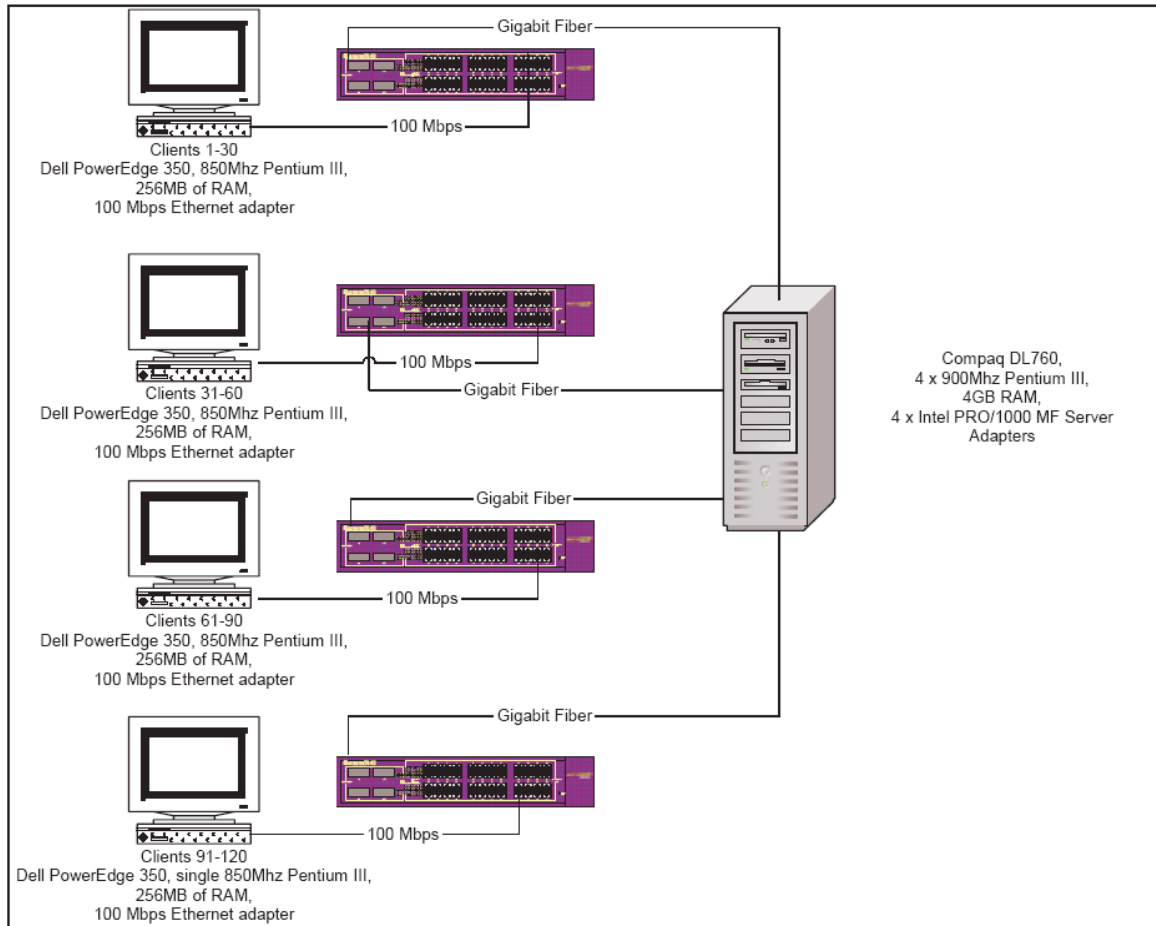 Gigabit Fiber
100 Mbps
Clients 1-30
Dell PowerEdge 350, 850Mhz Pentium III,
256MB of RAM,
100 Mbps Ethernet adapter
100 Mbps
Gigabit Fiber
Clients 31-60
Dell PowerEdge 350, 850Mhz Pentium III,
256MB of RAM,
100 Mbps Ethernet adapter
Compaq DL760,
4 x 900Mhz Pentium III,
4GB RAM,
4 x Intel PRO/1000 MF Server
Adapters
Gigabit Fiber
100 Mbps
Clients 61-90
Dell PowerEdge 350, 850Mhz Pentium III,
256MB of RAM,
100 Mbps Ethernet adapter
Gigabit Fiber
100 Mbps
Clients 91-120
Dell PowerEdge 350, single 850Mhz Pentium III,
256MB of RAM,
100 Mbps Ethernet adapter